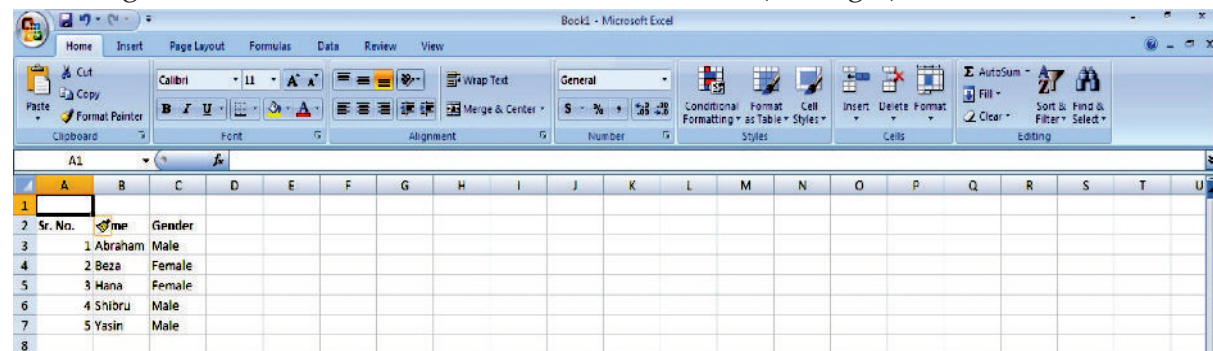 Book1 - Microsoft Excel
Home Insert Page Layout Formulas Data Review View
Paste Cut Copy Format Painter
Clipboard
Calibri 11 A A
B I U A
Font
Wrap Text
Merge & Center
Alignment
General
$ % , .00 .00
Number
Conditional Formatting Format as Table Cell Styles
Styles
Insert Delete Format
Cells
Σ AutoSum Fill Clear Sort & Filter Find & Select
Editing
A1 fx
A B C D E F G H I J K L M N O P Q R S T U
1
2 Sr. No. me Gender
3 1 Abraham Male
4 2 Beza Female
5 3 Hana Female
6 4 Shibru Male
7 5 Yasin Male
8